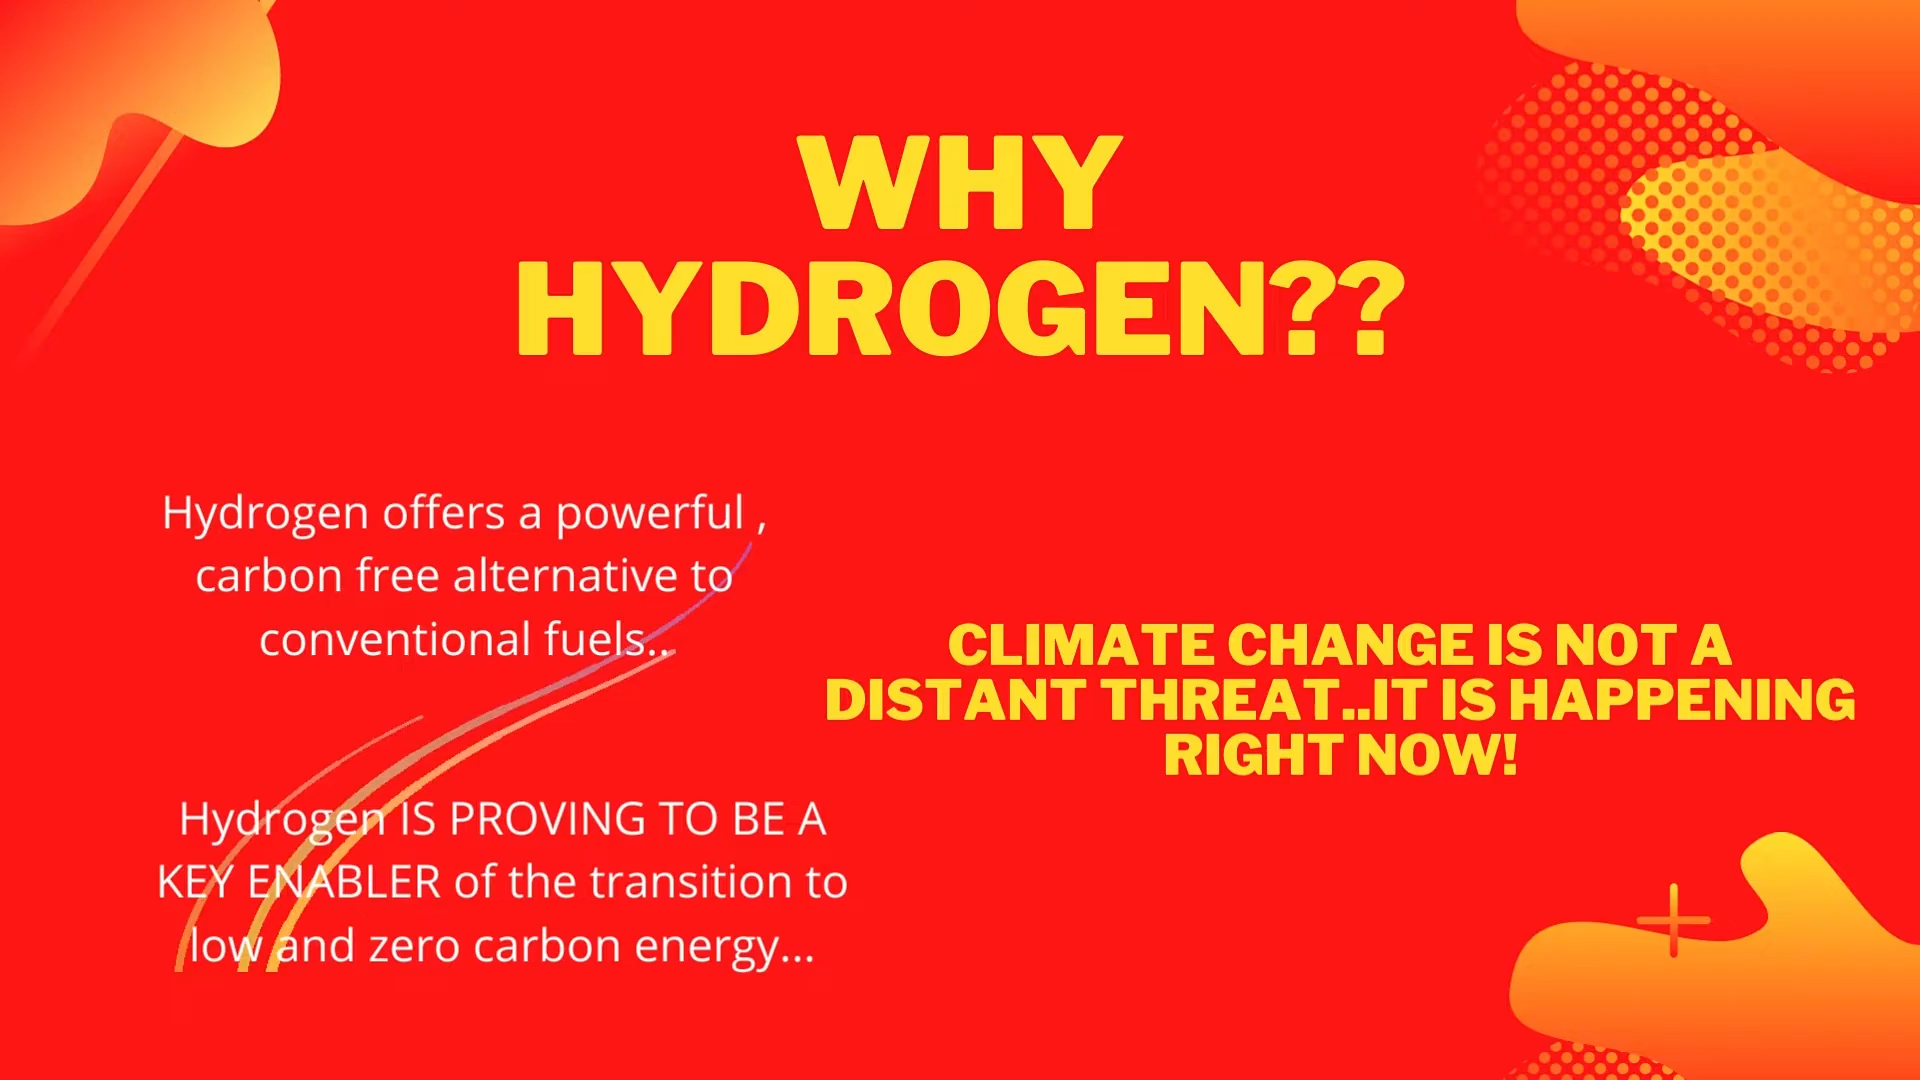 WHY
HYDROGEN??
Hydrogen offers a powerful ,
carbon free alternative to
conventional fuels..
Hydrogen IS PROVING TO BE A
KEY ENABLER of the transition to
low and zero carbon energy...
CLIMATE CHANGE IS NOT A
DISTANT THREAT..IT IS HAPPENING
RIGHT NOW!